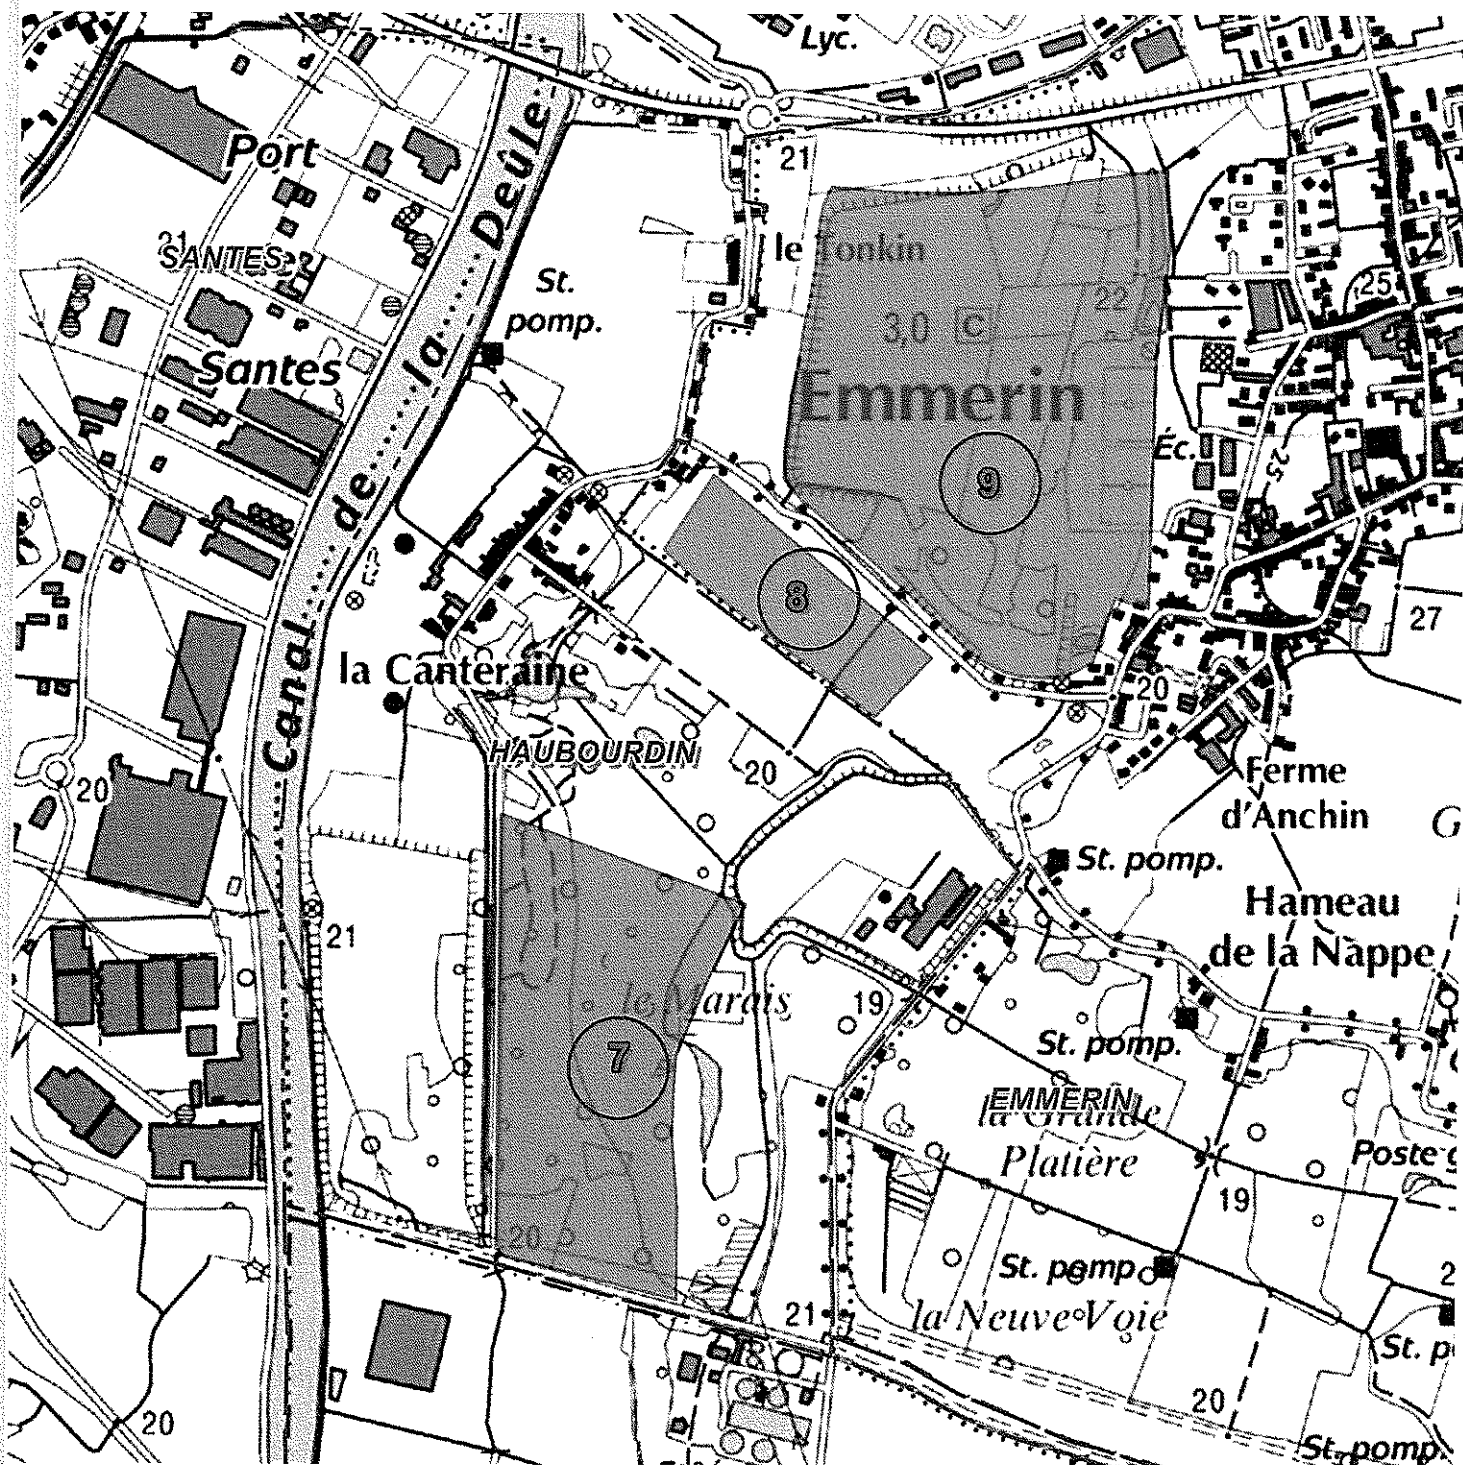 Lyc.
Port
21
Canal de la Deûle
21
SANTES
le Tonkin
St.
pomp.
22
25
3,0 C
Santes
Emmerin
Éc.
9
25
8
27
la Canteraine
20
HAUBOURDIN
20
20
Ferme
d'Anchin
St. pomp.
Hameau
de la Nappe
21
le Marais
19
St. pomp.
7
EMMERIN
la Grande
Platière
19
20
St. pomp.
21
la Neuve Voie
20
20